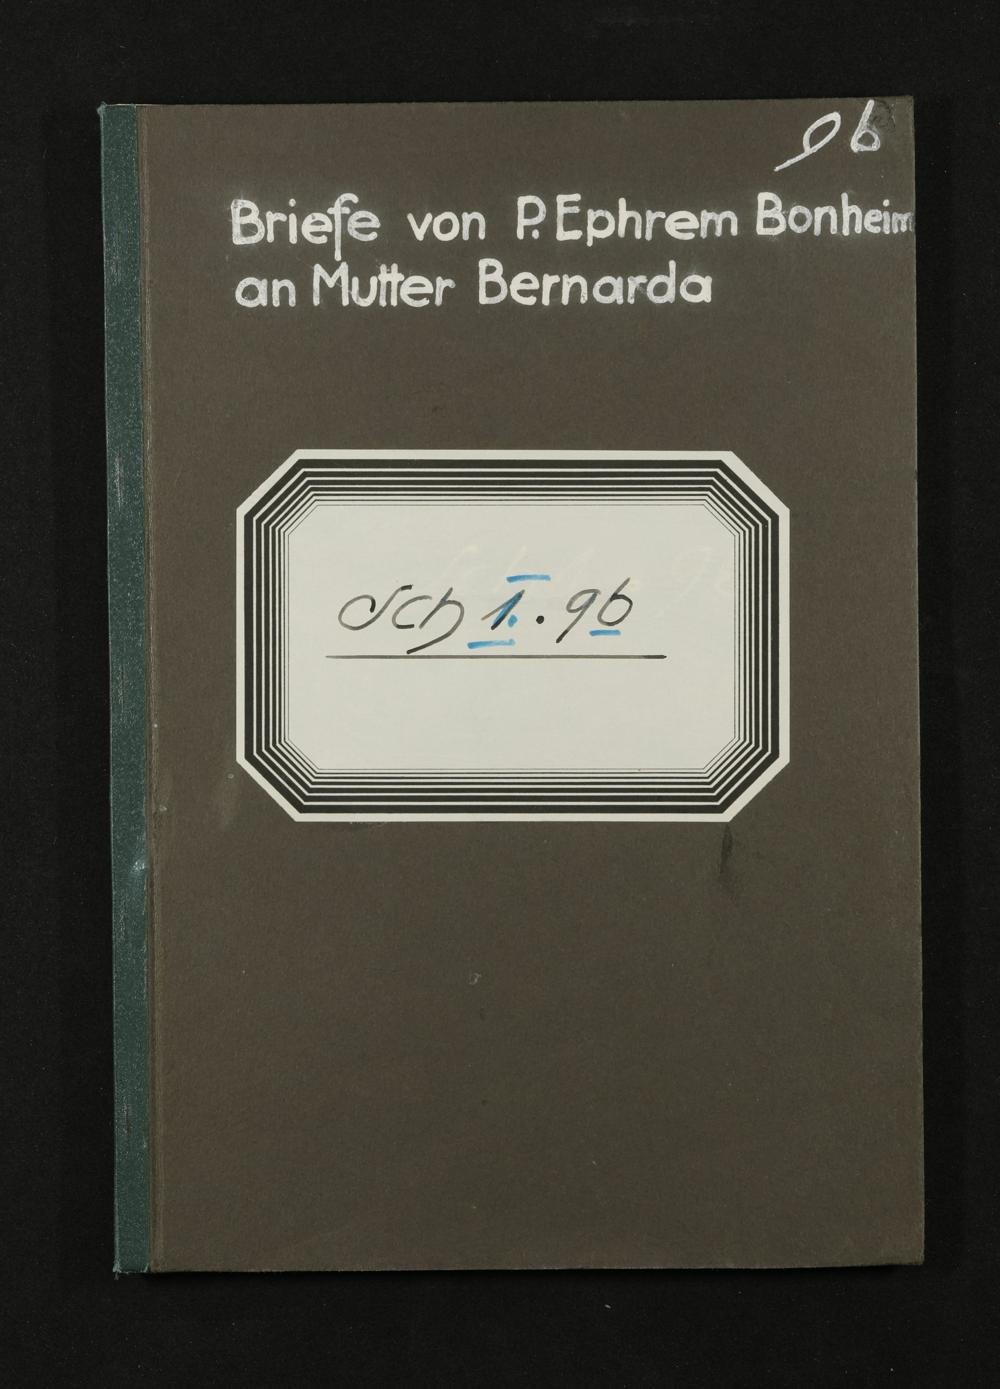 96
Briefe von P. Ephrem Bonheim
an Mutter Bernarda
Sch 1. . 96